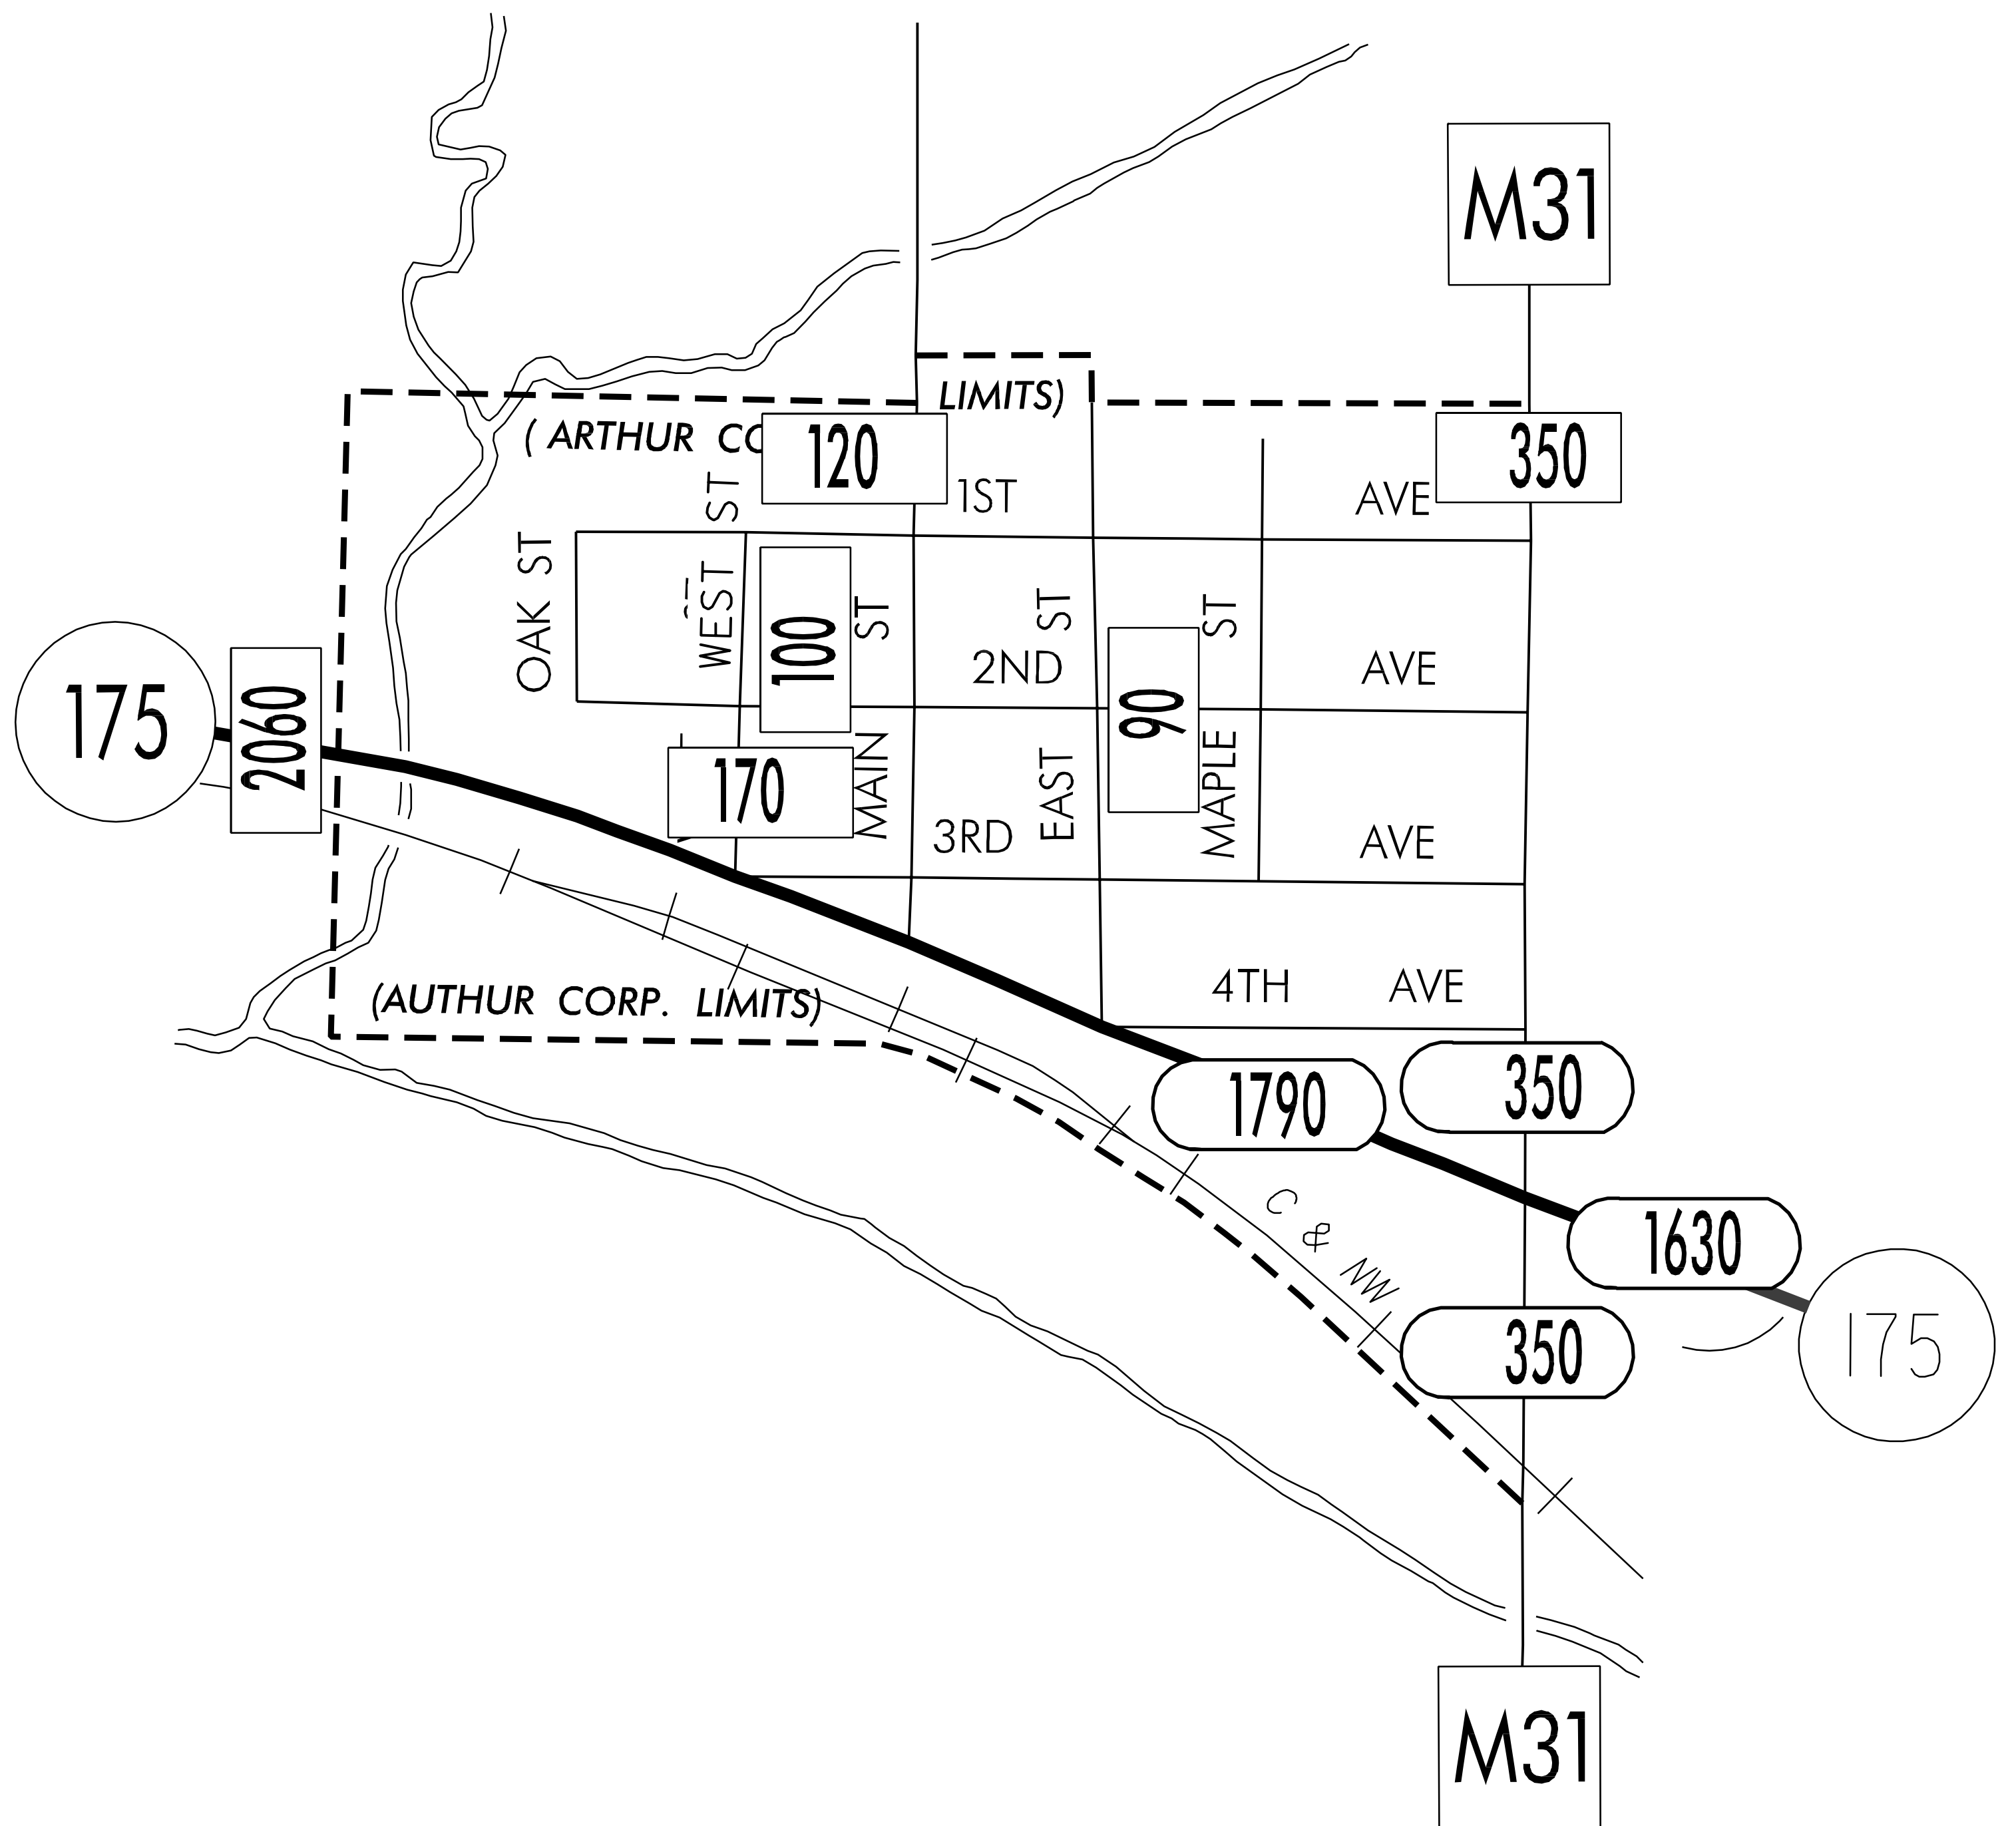 M31
LIMITS)
( ARTHUR CO
120
350
1ST
AVE
ST
OAK ST
WEST
100
ST
ST
ST
2ND
AVE
175
2060
90
170
MAIN
EAST
MAPLE
3RD
AVE
4TH
AVE
(AUTHUR CORP. LIMITS)
1790
350
C & NW
1630
350
175
M31